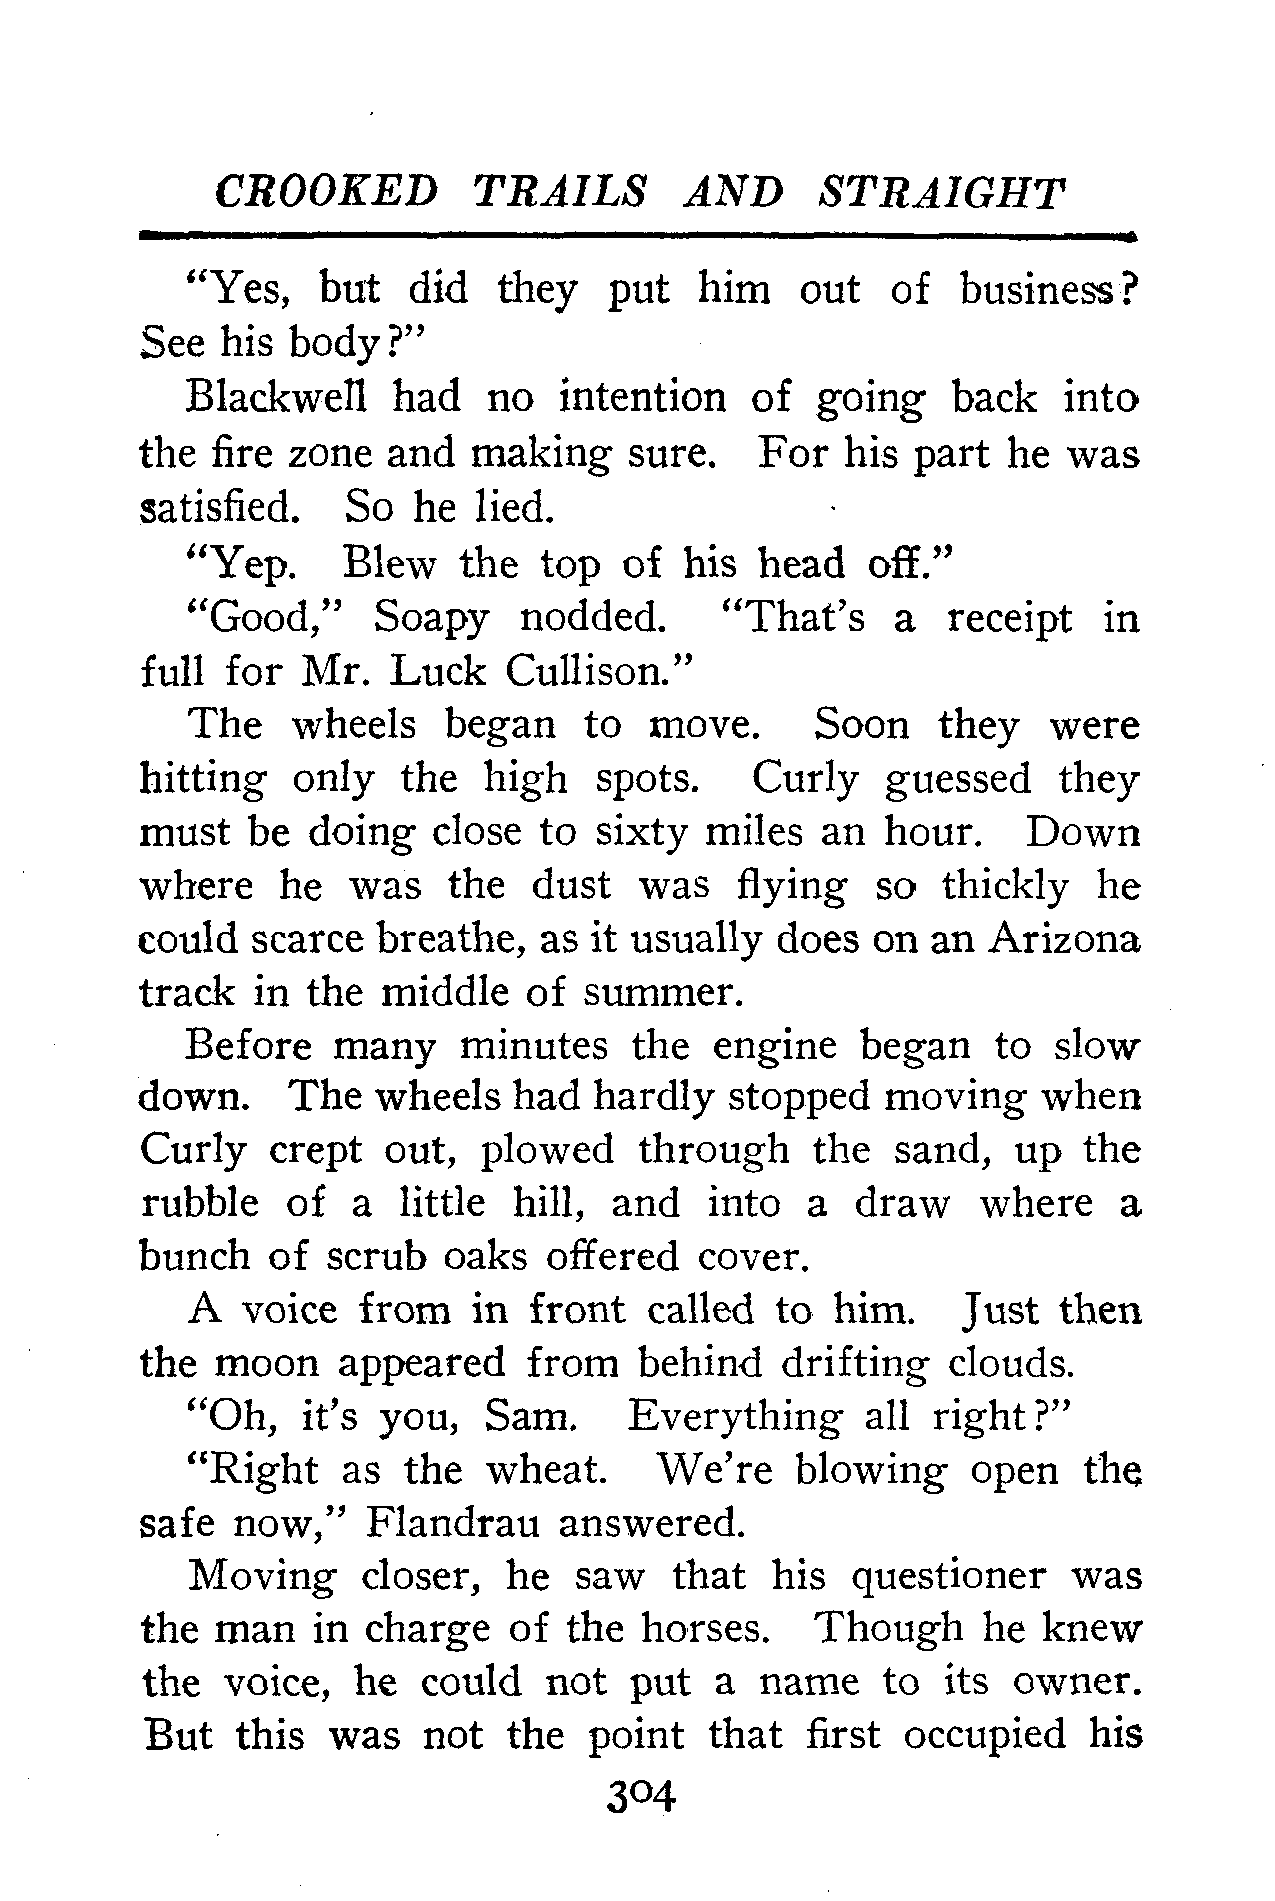 CROOKED TRAILS AND STRAIGHT
“Yes, but did they put him out of business?
See his body?”
Blackwell had no intention of going back into
the fire zone and making sure. For his part he was
satisfied. So he lied.
“Yep. Blew the top of his head off.”
“Good,” Soapy nodded. “That’s a receipt in
full for Mr. Luck Cullison.”
The wheels began to move. Soon they were
hitting only the high spots. Curly guessed they
must be doing close to sixty miles an hour. Down
where he was the dust was flying so thickly he
could scarce breathe, as it usually does on an Arizona
track in the middle of summer.
Before many minutes the engine began to slow
down. The wheels had hardly stopped moving when
Curly crept out, plowed through the sand, up the
rubble of a little hill, and into a draw where a
bunch of scrub oaks offered cover.
A voice from in front called to him. Just then
the moon appeared from behind drifting clouds.
“Oh, it’s you, Sam. Everything all right?”
“Right as the wheat. We’re blowing open the
safe now,” Flandrau answered.
Moving closer, he saw that his questioner was
the man in charge of the horses. Though he knew
the voice, he could not put a name to its owner.
But this was not the point that first occupied his
304